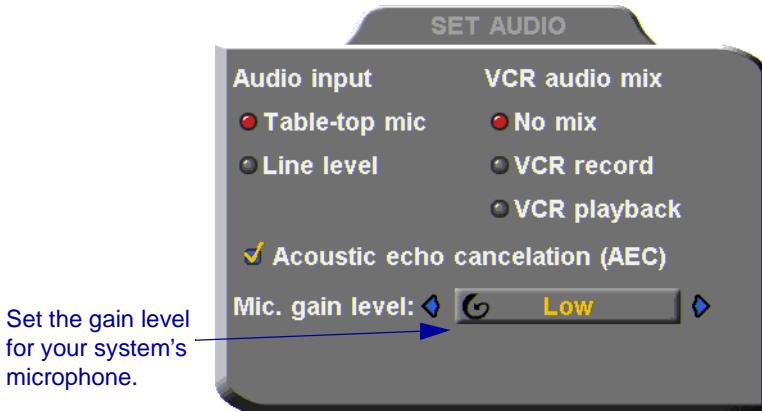 SET AUDIO
Audio input
Table-top mic
Line level
VCR audio mix
No mix
VCR record
VCR playback
Acoustic echo cancelation (AEC)
Mic. gain level: Low
Set the gain level
for your system's
microphone.